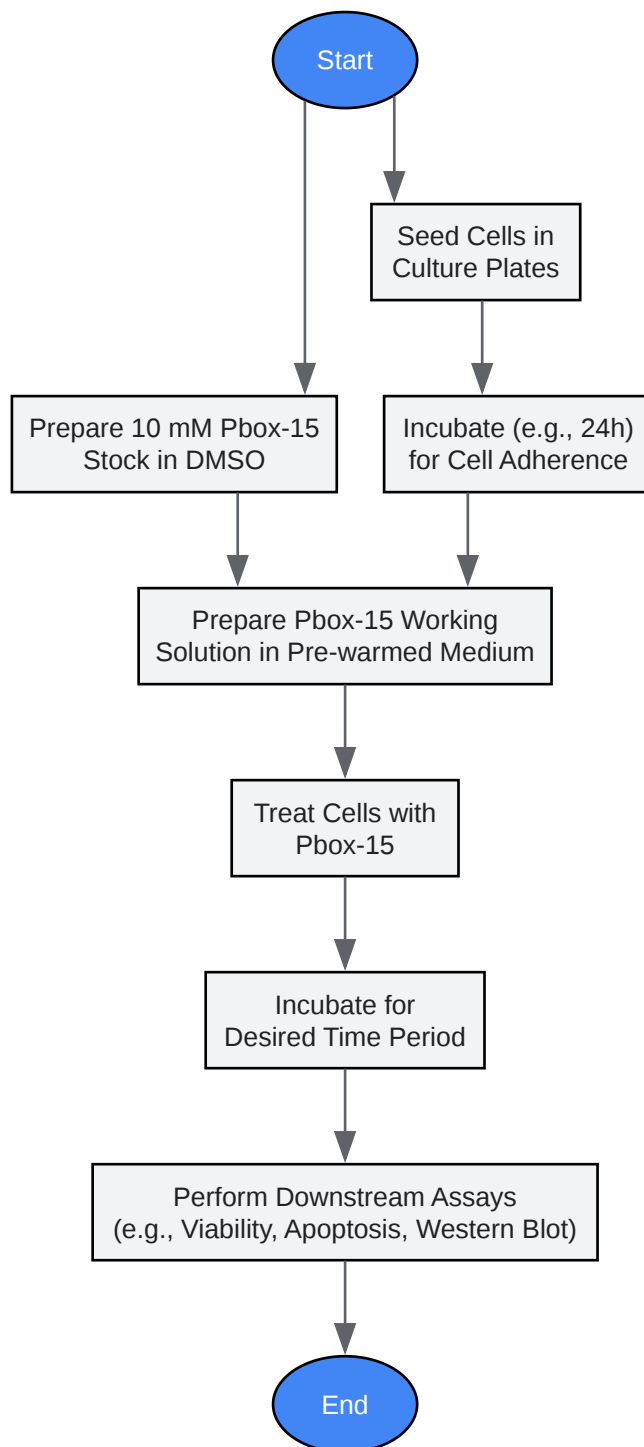 Start
Seed Cells in
Culture Plates
Prepare 10 mM Pbox-15
Stock in DMSO
Incubate (e.g., 24h)
for Cell Adherence
Prepare Pbox-15 Working
Solution in Pre-warmed Medium
Treat Cells with
Pbox-15
Incubate for
Desired Time Period
Perform Downstream Assays
(e.g., Viability, Apoptosis, Western Blot)
End